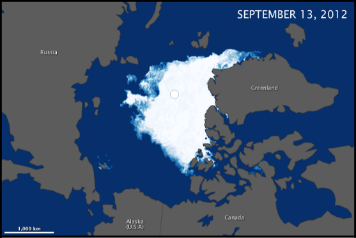 SEPTEMBER 13, 2012
Russia
Greenland
1,000 km
Alaska
(U.S.A)
Canada